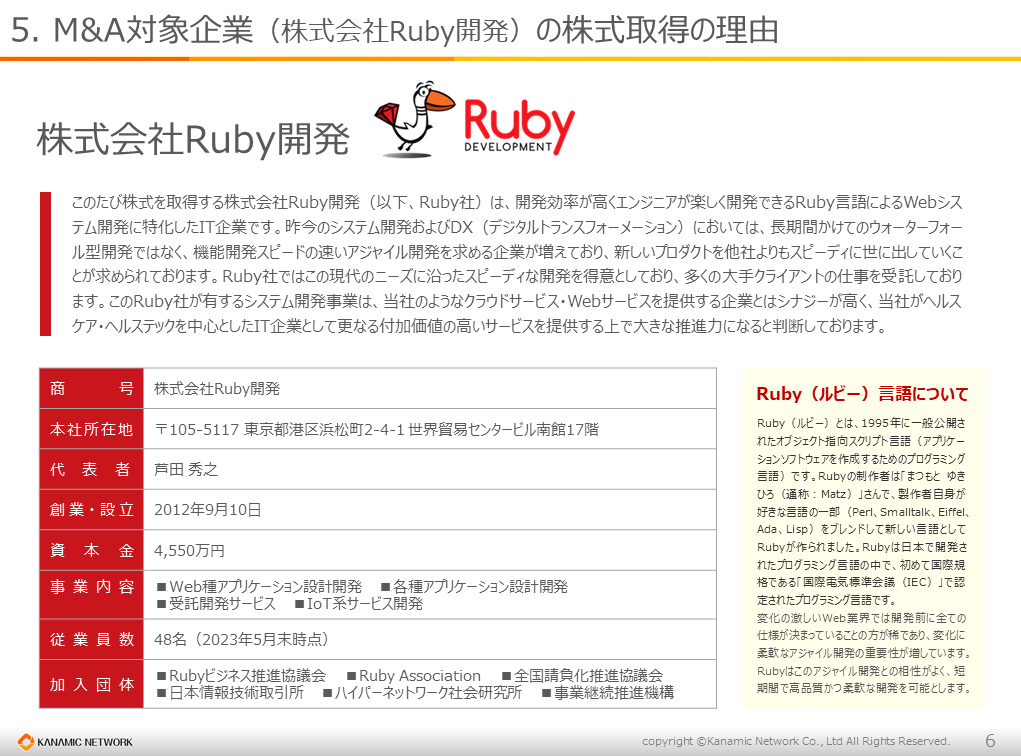 5. M&A対象企業（株式会社Ruby開発）の株式取得の理由
株式会社Ruby開発
Ruby
DEVELOPMENT
このたび株式を取得する株式会社Ruby開発（以下、Ruby社）は、開発効率が高くエンジニアが楽しく開発できるRuby言語によるWebシス
テム開発に特化したIT企業です。昨今のシステム開発およびDX（デジタルトランスフォーメーション）においては、長期間かけてのウォーターフォー
ル型開発ではなく、機能開発スピードの速いアジャイル開発を求める企業が増えており、新しいプロダクトを他社よりもスピーディに世に出していくこ
とが求められております。Ruby社ではこの現代のニーズに沿ったスピーディな開発を得意としており、多くの大手クライアントの仕事を受託しており
ます。このRuby社が有するシステム開発事業は、当社のようなクラウドサービス・Webサービスを提供する企業とはシナジーが高く、当社がヘルス
ケア・ヘルステックを中心としたIT企業として更なる付加価値の高いサービスを提供する上で大きな推進力になると判断しております。
商号 株式会社Ruby開発
本社所在地 〒105-5117 東京都港区浜松町2-4-1 世界貿易センタービル南館17階
代表者 芦田 秀之
創業・設立 2012年9月10日
資本金 4,550万円
事業内容 ■Web種アプリケーション設計開発 ■各種アプリケーション設計開発
■受託開発サービス ■IoT系サービス開発
従業員数 48名（2023年5月末時点）
加入団体 ■Rubyビジネス推進協議会 ■Ruby Association ■全国請負化推進協議会
■日本情報技術取引所 ■ハイパーネットワーク社会研究所 ■事業継続推進機構
Ruby（ルビー）言語について
Ruby（ルビー）とは、1995年に一般公開さ
れたオブジェクト指向スクリプト言語（アプリケー
ションソフトウェアを作成するためのプログラミング
言語）です。Rubyの制作者は「まつもと ゆき
ひろ（通称：Matz）」さんで、製作者自身が
好きな言語の一部（Perl、Smalltalk、Eiffel、
Ada、Lisp）をブレンドして新しい言語として
Rubyが作られました。Rubyは日本で開発さ
れたプログラミング言語の中で、初めて国際規
格である「国際電気標準会議（IEC）」で認
定されたプログラミング言語です。
変化の激しいWeb業界では開発前に全ての
仕様が決まっていることの方が稀であり、変化に
柔軟なアジャイル開発の重要性が増しています。
Rubyはこのアジャイル開発との相性がよく、短
期間で高品質かつ柔軟な開発を可能とします。
KANAMIC NETWORK
copyright ©Kanamic Network Co., Ltd All Rights Reserved.
6